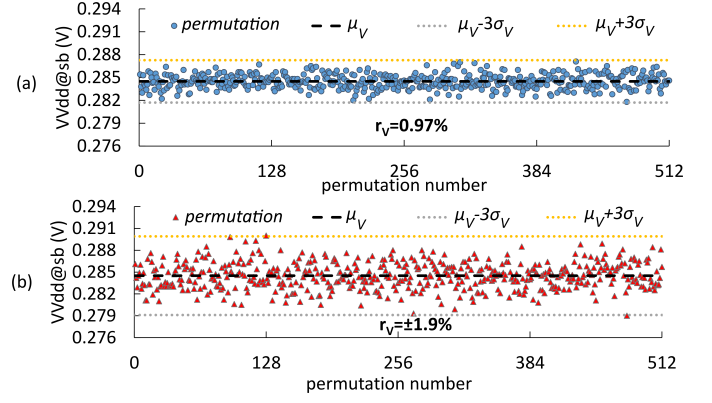 (a)
VVdd@sb (V)
0.294
0.291
0.288
0.285
0.282
0.279
0.276
permutation
μV
μV-3σV
μV+3σV
rV=0.97%
0 128 256 384 512
permutation number
(b)
VVdd@sb (V)
0.294
0.291
0.288
0.285
0.282
0.279
0.276
permutation
μV
μV-3σV
μV+3σV
rV=±1.9%
0 128 256 384 512
permutation number